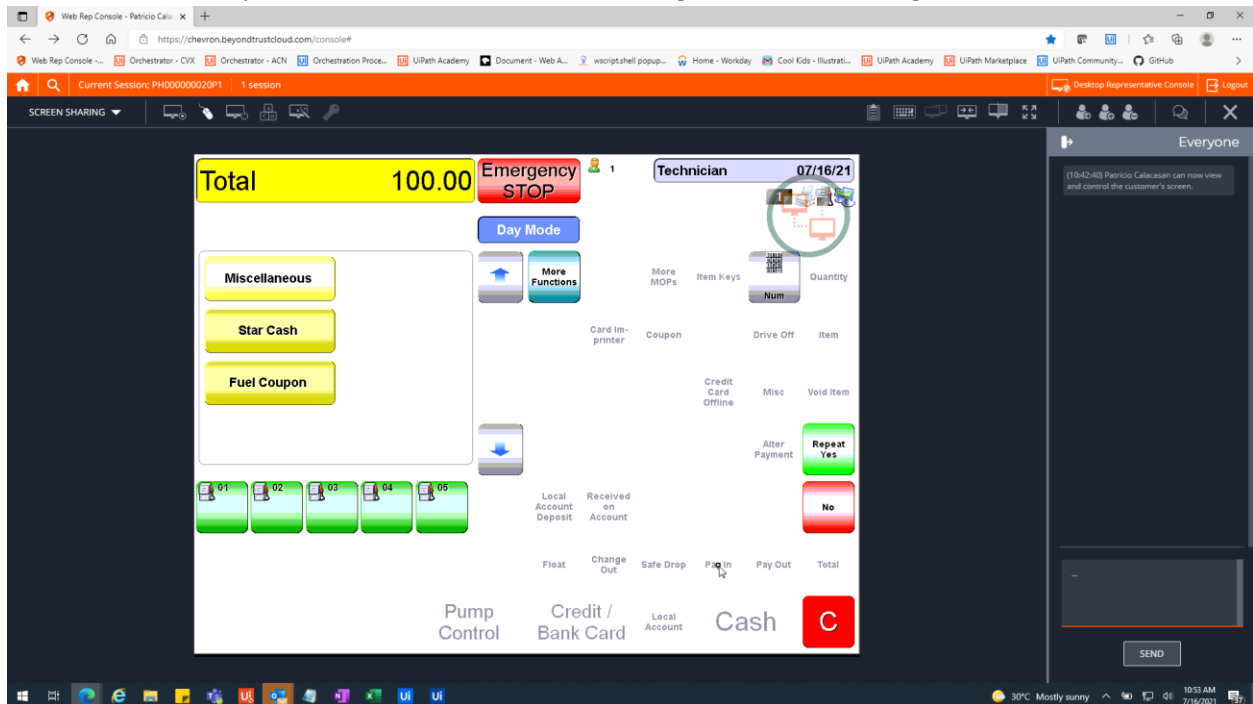 Web Rep Console - Patricio Cala
https://chevron.beyondtrustcloud.com/console#
Web Rep Console -... Orchestrator - CVX Orchestrator - ACN Orchestration Proce... UiPath Academy Document - Web A... wscript.shell popup... Home - Workday Cool Kids - Illustrati... UiPath Academy UiPath Marketplace UiPath Community... GitHub
Current Session: PH000000020P1 1 session
Desktop Representative Console Logout
SCREEN SHARING
Everyone
(10:42:40) Patricio Calacasan can now view
and control the customer's screen.
Total 100.00
Emergency
STOP
1
Technician 07/16/21
Day Mode
Miscellaneous
Star Cash
Fuel Coupon
More
Functions
More
MOPs
Item Keys
Num
Quantity
Card Im-
printer
Coupon
Drive Off
Item
Credit
Card
Offline
Misc
Void Item
Alter
Payment
Repeat
Yes
01 02 03 04 05
Local
Account
Deposit
Received
on
Account
No
Float
Change
Out
Safe Drop
Pay In
Pay Out
Total
Pump
Control
Credit /
Bank Card
Local
Account
Cash
C
SEND
30°C Mostly sunny
10:53 AM
7/16/2021